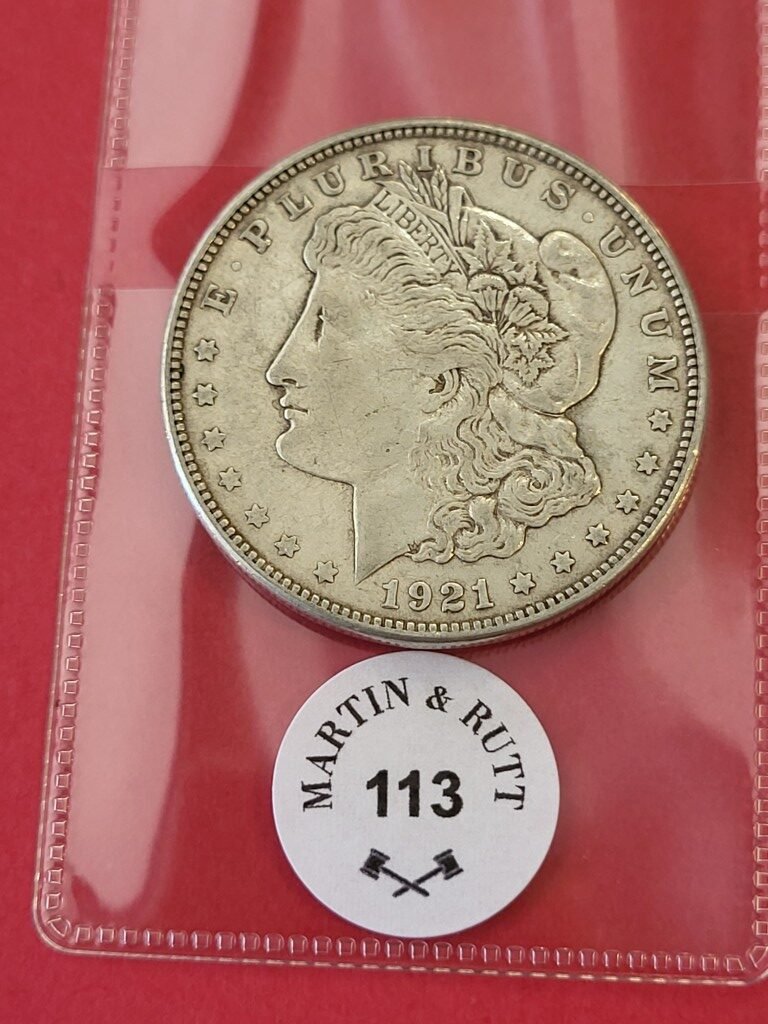 E · PLURIBUS · UNUM
LIBERTY
1921
MARTIN & RUTT
113